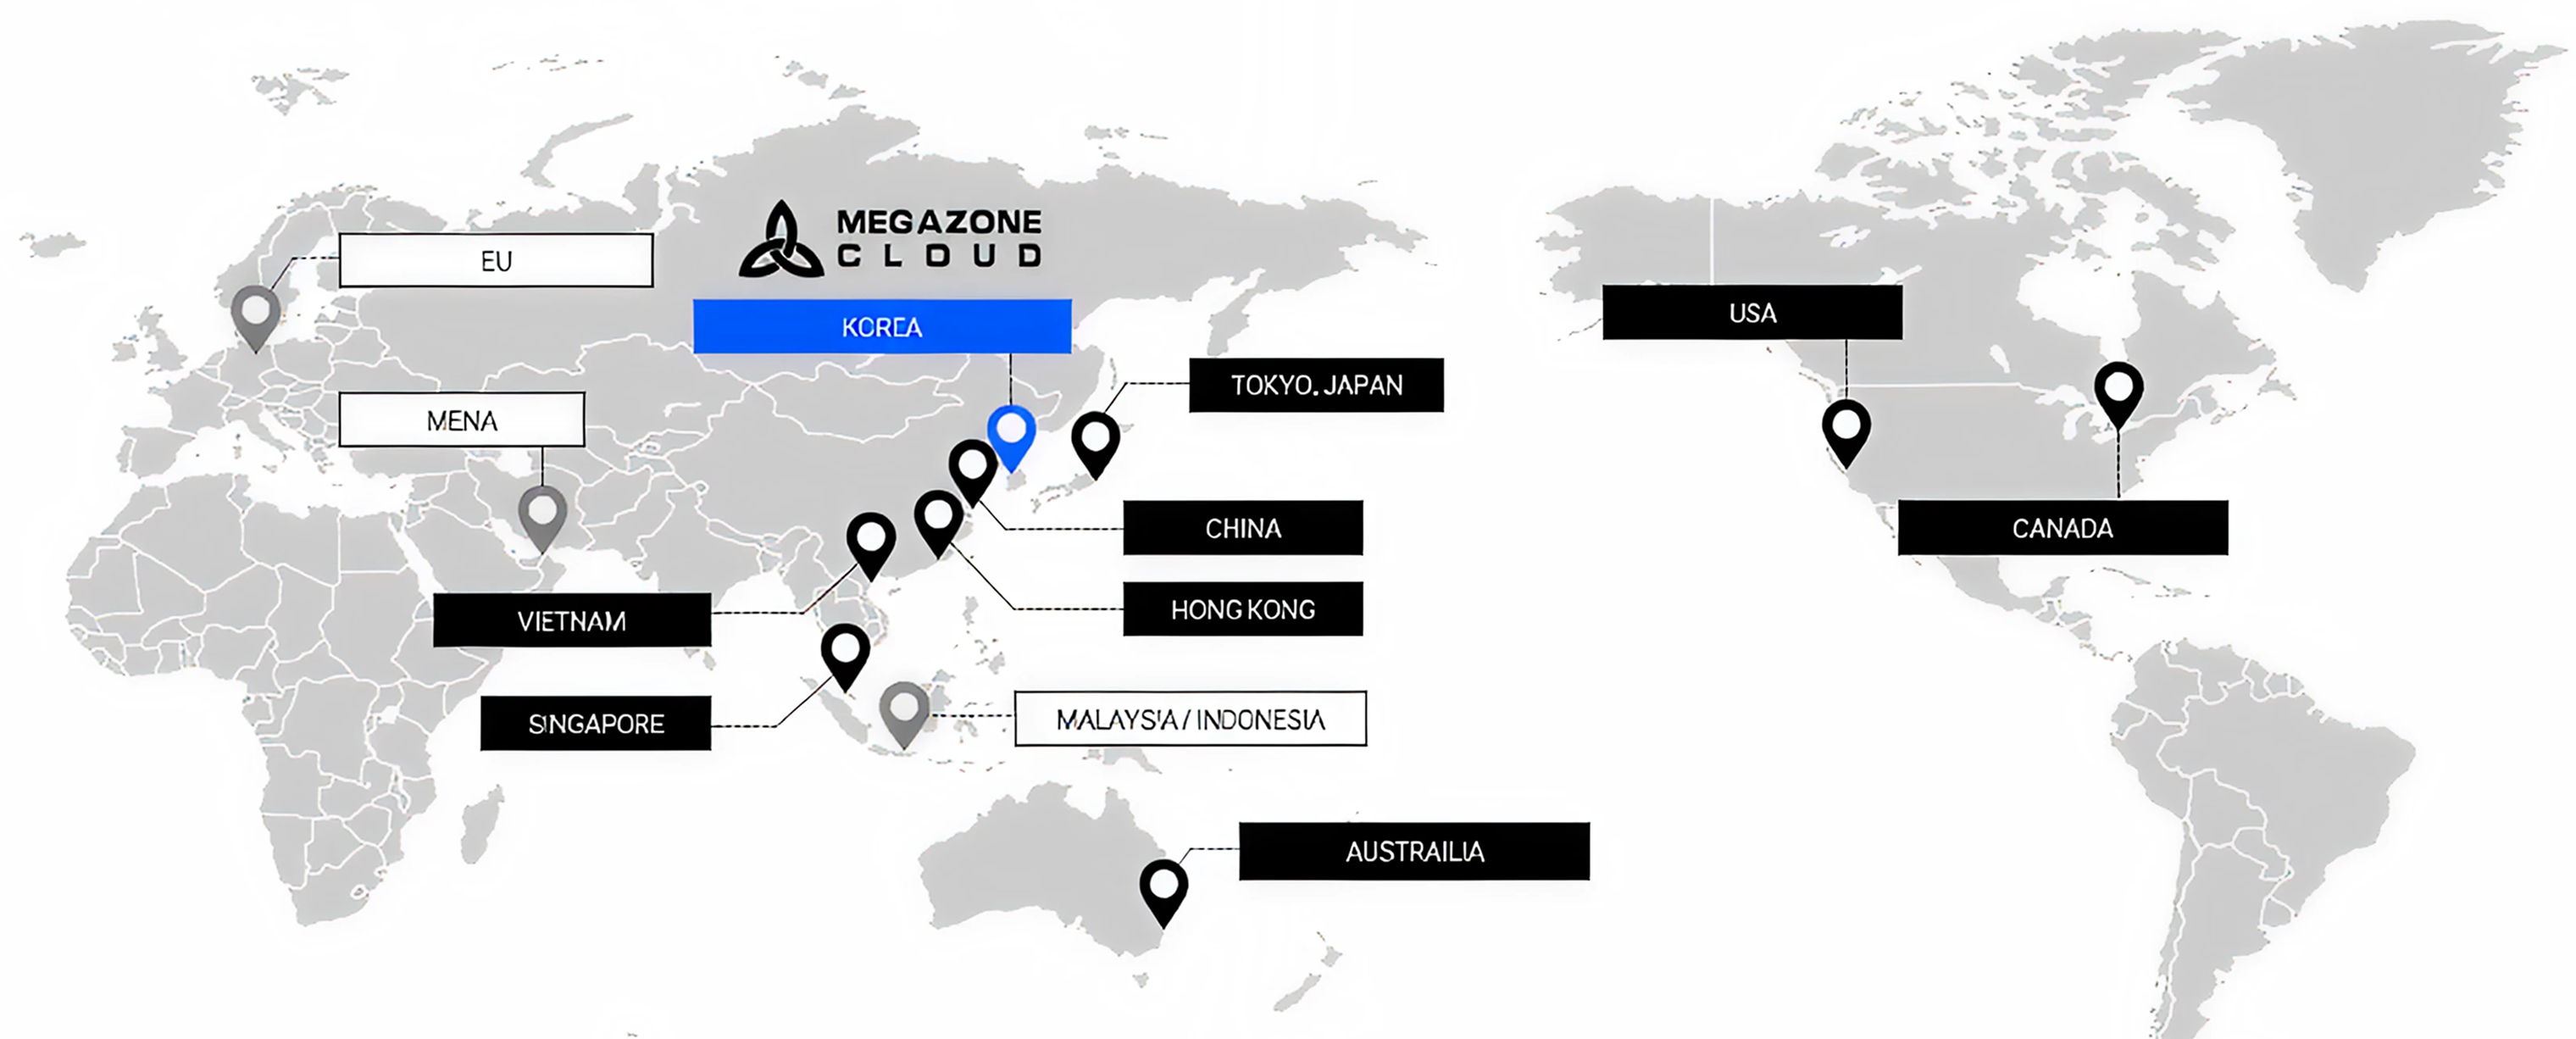 MEGAZONE
CLOUD
EU
KOREA
USA
TOKYO. JAPAN
MENA
CHINA
CANADA
HONG KONG
VIETNAM
SINGAPORE
MALAYSIA / INDONESIA
AUSTRAILIA